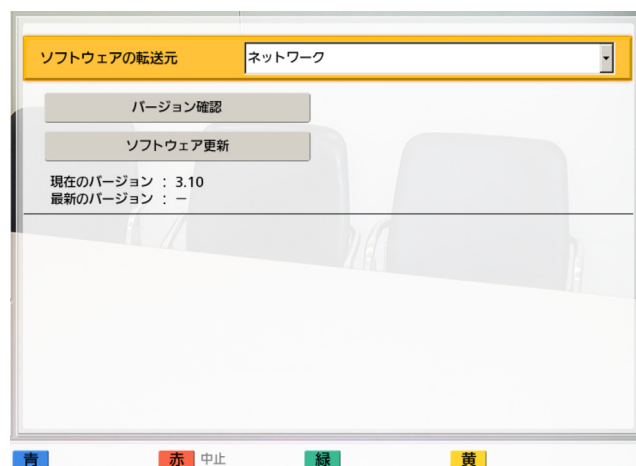 ソフトウェアの転送元 ネットワーク
バージョン確認
ソフトウェア更新
現在のバージョン : 3.10
最新のバージョン : －
青 赤 中止 緑 黄